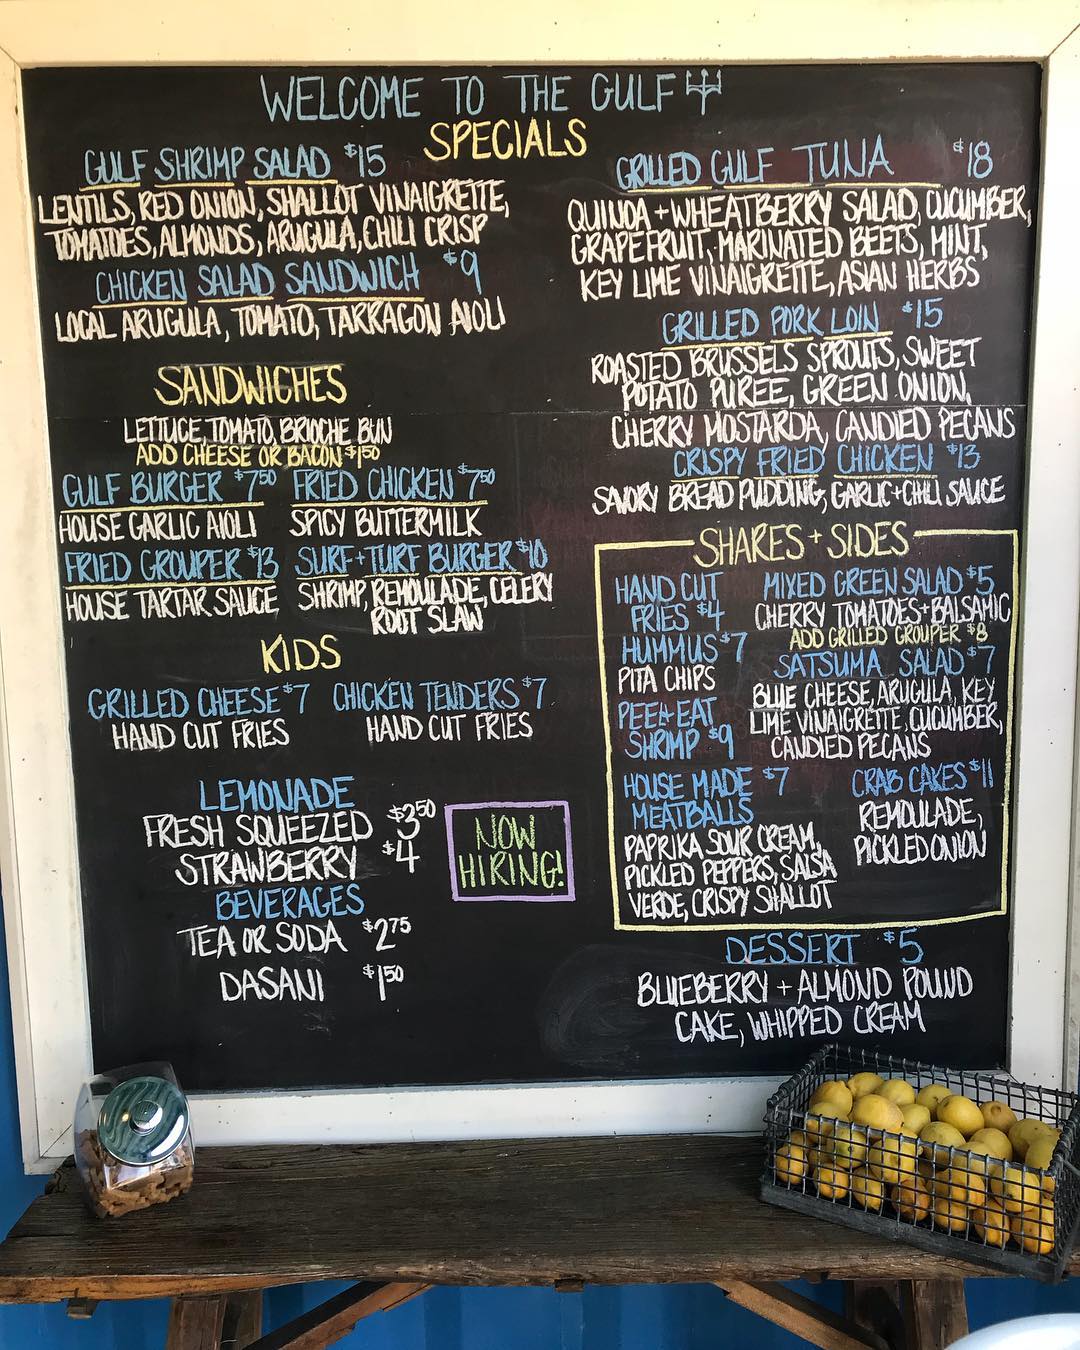 WELCOME TO THE GULF
SPECIALS
GULF SHRIMP SALAD $15
LENTILS, RED ONION, SHALLOT VINAIGRETTE,
TOMATOES, ALMONDS, ARUGULA, CHILI CRISP
CHICKEN SALAD SANDWICH $9
LOCAL ARUGULA, TOMATO, TARRAGON AIOLI
GRILLED GULF TUNA $18
QUINOA + WHEATBERRY SALAD, CUCUMBER,
GRAPEFRUIT, MARINATED BEETS, MINT,
KEY LIME VINAIGRETTE, ASIAN HERBS
GRILLED PORK LOIN $15
ROASTED BRUSSELS SPROUTS, SWEET
POTATO PUREE, GREEN ONION,
CHERRY MOSTARDA, CANDIED PECANS
CRISPY FRIED CHICKEN $13
SAVORY BREAD PUDDING, GARLIC + CHILI SAUCE
SANDWICHES
LETTUCE, TOMATO, BRIOCHE BUN
ADD CHEESE OR BACON $1.50
GULF BURGER $7.50
HOUSE GARLIC AIOLI
FRIED CHICKEN $7.50
SPICY BUTTERMILK
FRIED GROUPER $13
HOUSE TARTAR SAUCE
SURF + TURF BURGER $10
SHRIMP, REMOULADE, CELERY
ROOT SLAW
KIDS
GRILLED CHEESE $7
HAND CUT FRIES
CHICKEN TENDERS $7
HAND CUT FRIES
LEMONADE
FRESH SQUEEZED $3.50
STRAWBERRY $4
BEVERAGES
TEA OR SODA $2.75
DASANI $1.50
NOW
HIRING!
SHARES + SIDES
HAND CUT
FRIES $4
HUMMUS $7
PITA CHIPS
PEEL + EAT
SHRIMP $9
HOUSE MADE $7
MEATBALLS
PAPRIKA SOUR CREAM,
PICKLED PEPPERS, SALSA
VERDE, CRISPY SHALLOT
MIXED GREEN SALAD $5
CHERRY TOMATOES + BALSAMIC
ADD GRILLED GROUPER $8
SATSUMA SALAD $7
BLUE CHEESE, ARUGULA, KEY
LIME VINAIGRETTE, CUCUMBER,
CANDIED PECANS
CRAB CAKES $11
REMOULADE,
PICKLED ONION
DESSERT $5
BLUEBERRY + ALMOND POUND
CAKE, WHIPPED CREAM